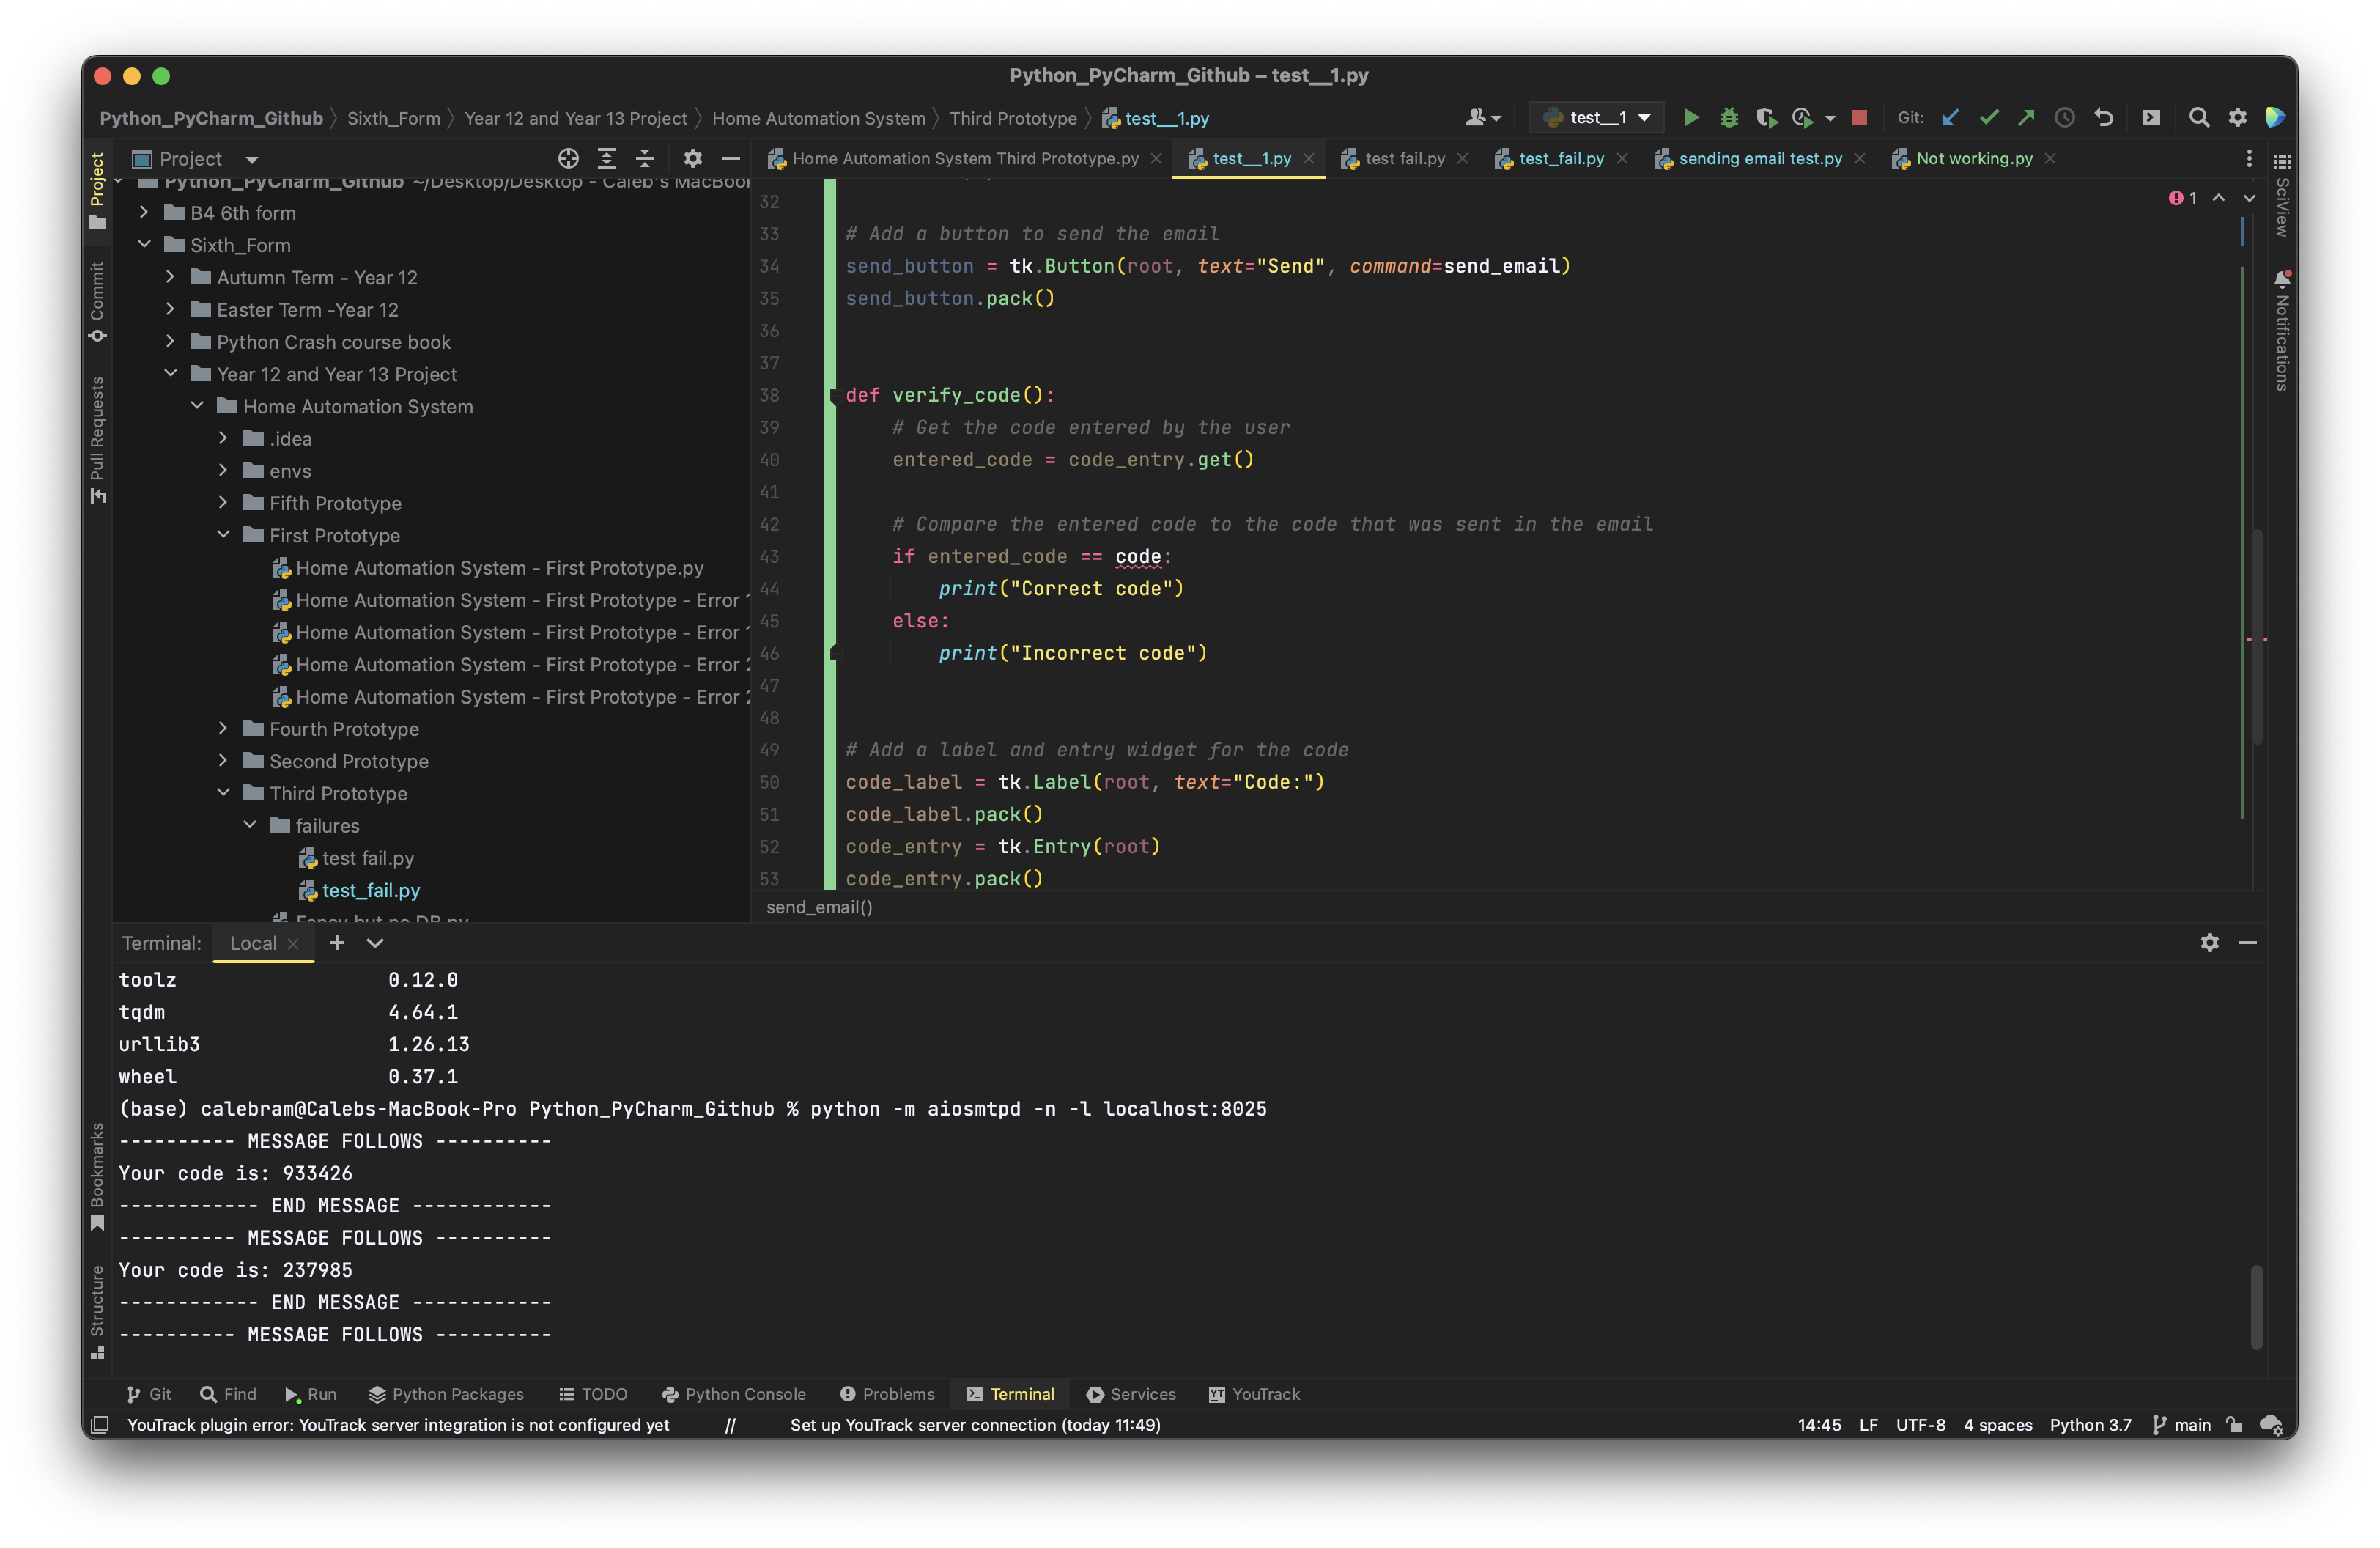 Python_PyCharm_Github – test__1.py
Python_PyCharm_Github Sixth_Form Year 12 and Year 13 Project Home Automation System Third Prototype test__1.py test__1 Git:
Project
Home Automation System Third Prototype.py test__1.py test fail.py test_fail.py sending email test.py Not working.py
Python_PyCharm_Github ~/Desktop/Desktop - Caleb's MacBook
B4 6th form
Sixth_Form
Autumn Term - Year 12
Easter Term -Year 12
Python Crash course book
Year 12 and Year 13 Project
Home Automation System
.idea
envs
Fifth Prototype
First Prototype
Home Automation System - First Prototype.py
Home Automation System - First Prototype - Error 1
Home Automation System - First Prototype - Error 1
Home Automation System - First Prototype - Error 2
Home Automation System - First Prototype - Error 2
Fourth Prototype
Second Prototype
Third Prototype
failures
test fail.py
test_fail.py
Fancy but no DB.py
Project
Commit
Pull Requests
Bookmarks
Structure
1
SciView
Notifications
32
33 # Add a button to send the email
34 send_button = tk.Button(root, text="Send", command=send_email)
35 send_button.pack()
36
37
38 def verify_code():
39 # Get the code entered by the user
40 entered_code = code_entry.get()
41
42 # Compare the entered code to the code that was sent in the email
43 if entered_code == code:
44 print("Correct code")
45 else:
46 print("Incorrect code")
47
48
49 # Add a label and entry widget for the code
50 code_label = tk.Label(root, text="Code:")
51 code_label.pack()
52 code_entry = tk.Entry(root)
53 code_entry.pack()
send_email()
Terminal: Local
toolz 0.12.0
tqdm 4.64.1
urllib3 1.26.13
wheel 0.37.1
(base) calebram@Calebs-MacBook-Pro Python_PyCharm_Github % python -m aiosmtpd -n -l localhost:8025
---------- MESSAGE FOLLOWS ----------
Your code is: 933426
------------ END MESSAGE ------------
---------- MESSAGE FOLLOWS ----------
Your code is: 237985
------------ END MESSAGE ------------
---------- MESSAGE FOLLOWS ----------
Git Find Run Python Packages TODO Python Console Problems Terminal Services YT YouTrack
YouTrack plugin error: YouTrack server integration is not configured yet // Set up YouTrack server connection (today 11:49) 14:45 LF UTF-8 4 spaces Python 3.7 main